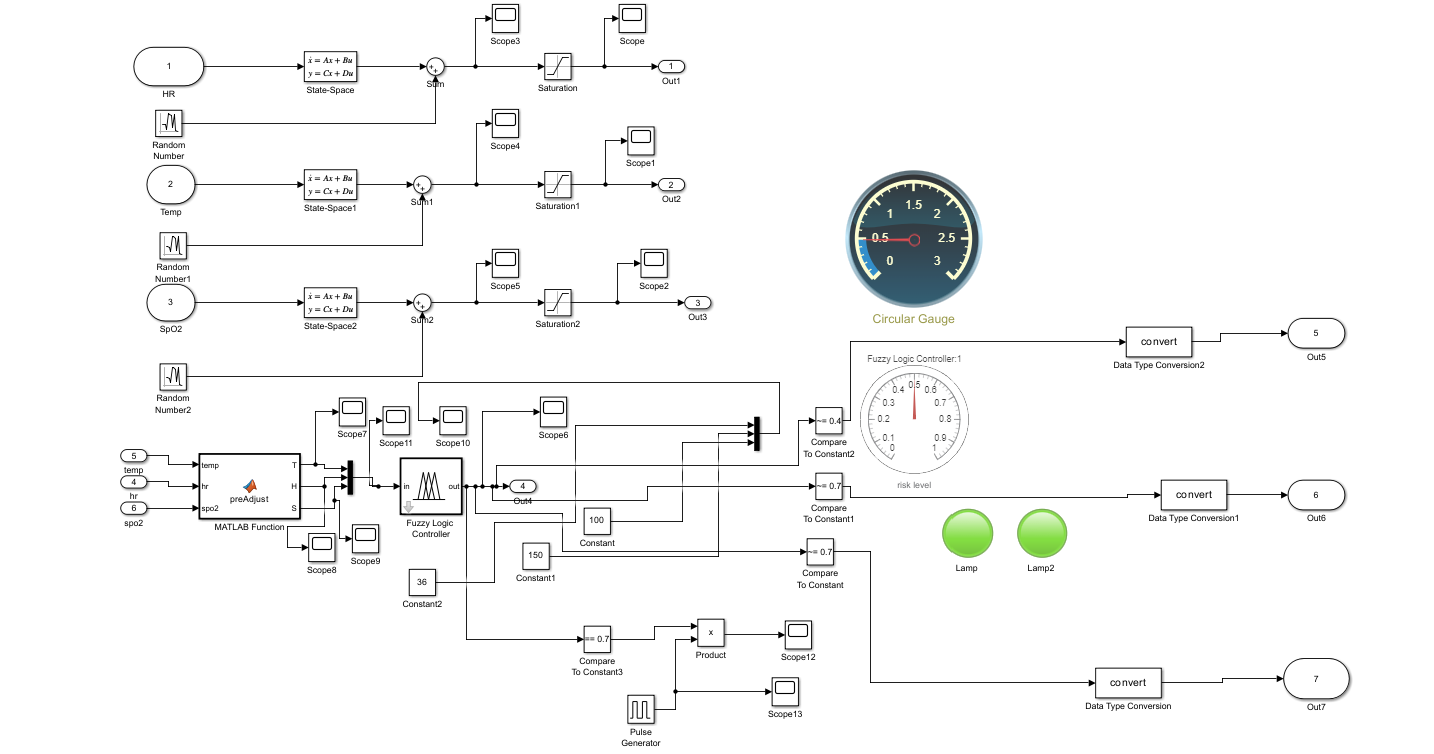 Scope3
Scope
1
HR
ẋ = Ax + Bu
y = Cx + Du
State-Space
Sum
Saturation
1
Out1
Random
Number
Scope4
Scope1
2
Temp
ẋ = Ax + Bu
y = Cx + Du
State-Space1
Sum1
Saturation1
2
Out2
Random
Number1
Scope5
Scope2
3
SpO2
ẋ = Ax + Bu
y = Cx + Du
State-Space2
Sum2
Saturation2
3
Out3
Random
Number2
0
0.5
1
1.5
2
2.5
3
Circular Gauge
convert
Data Type Conversion2
5
Out5
Fuzzy Logic Controller:1
0
0.1
0.2
0.3
0.4
0.5
0.6
0.7
0.8
0.9
1
risk level
Scope7
Scope11
Scope10
Scope6
~= 0.4
Compare
To Constant2
5
temp
4
hr
6
spo2
temp
hr
spo2
preAdjust
T
H
S
MATLAB Function
in
out
Fuzzy Logic
Controller
4
Out4
~= 0.7
Compare
To Constant1
convert
Data Type Conversion1
6
Out6
Scope8
Scope9
100
Constant
150
Constant1
36
Constant2
~= 0.7
Compare
To Constant
Lamp
Lamp2
== 0.7
Compare
To Constant3
x
Product
Scope12
Scope13
Pulse
Generator
convert
Data Type Conversion
7
Out7